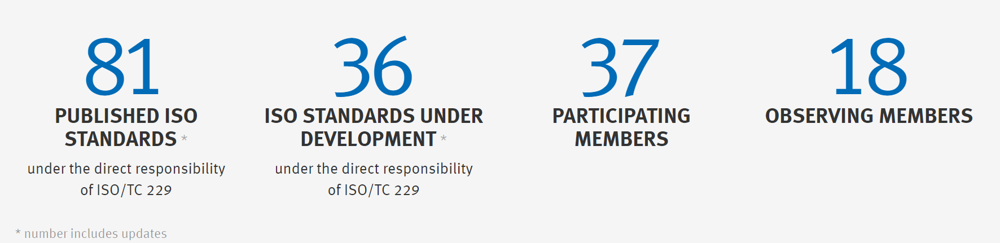 81
PUBLISHED ISO
STANDARDS *
under the direct responsibility
of ISO/TC 229
36
ISO STANDARDS UNDER
DEVELOPMENT *
under the direct responsibility
of ISO/TC 229
37
PARTICIPATING
MEMBERS
18
OBSERVING MEMBERS
* number includes updates